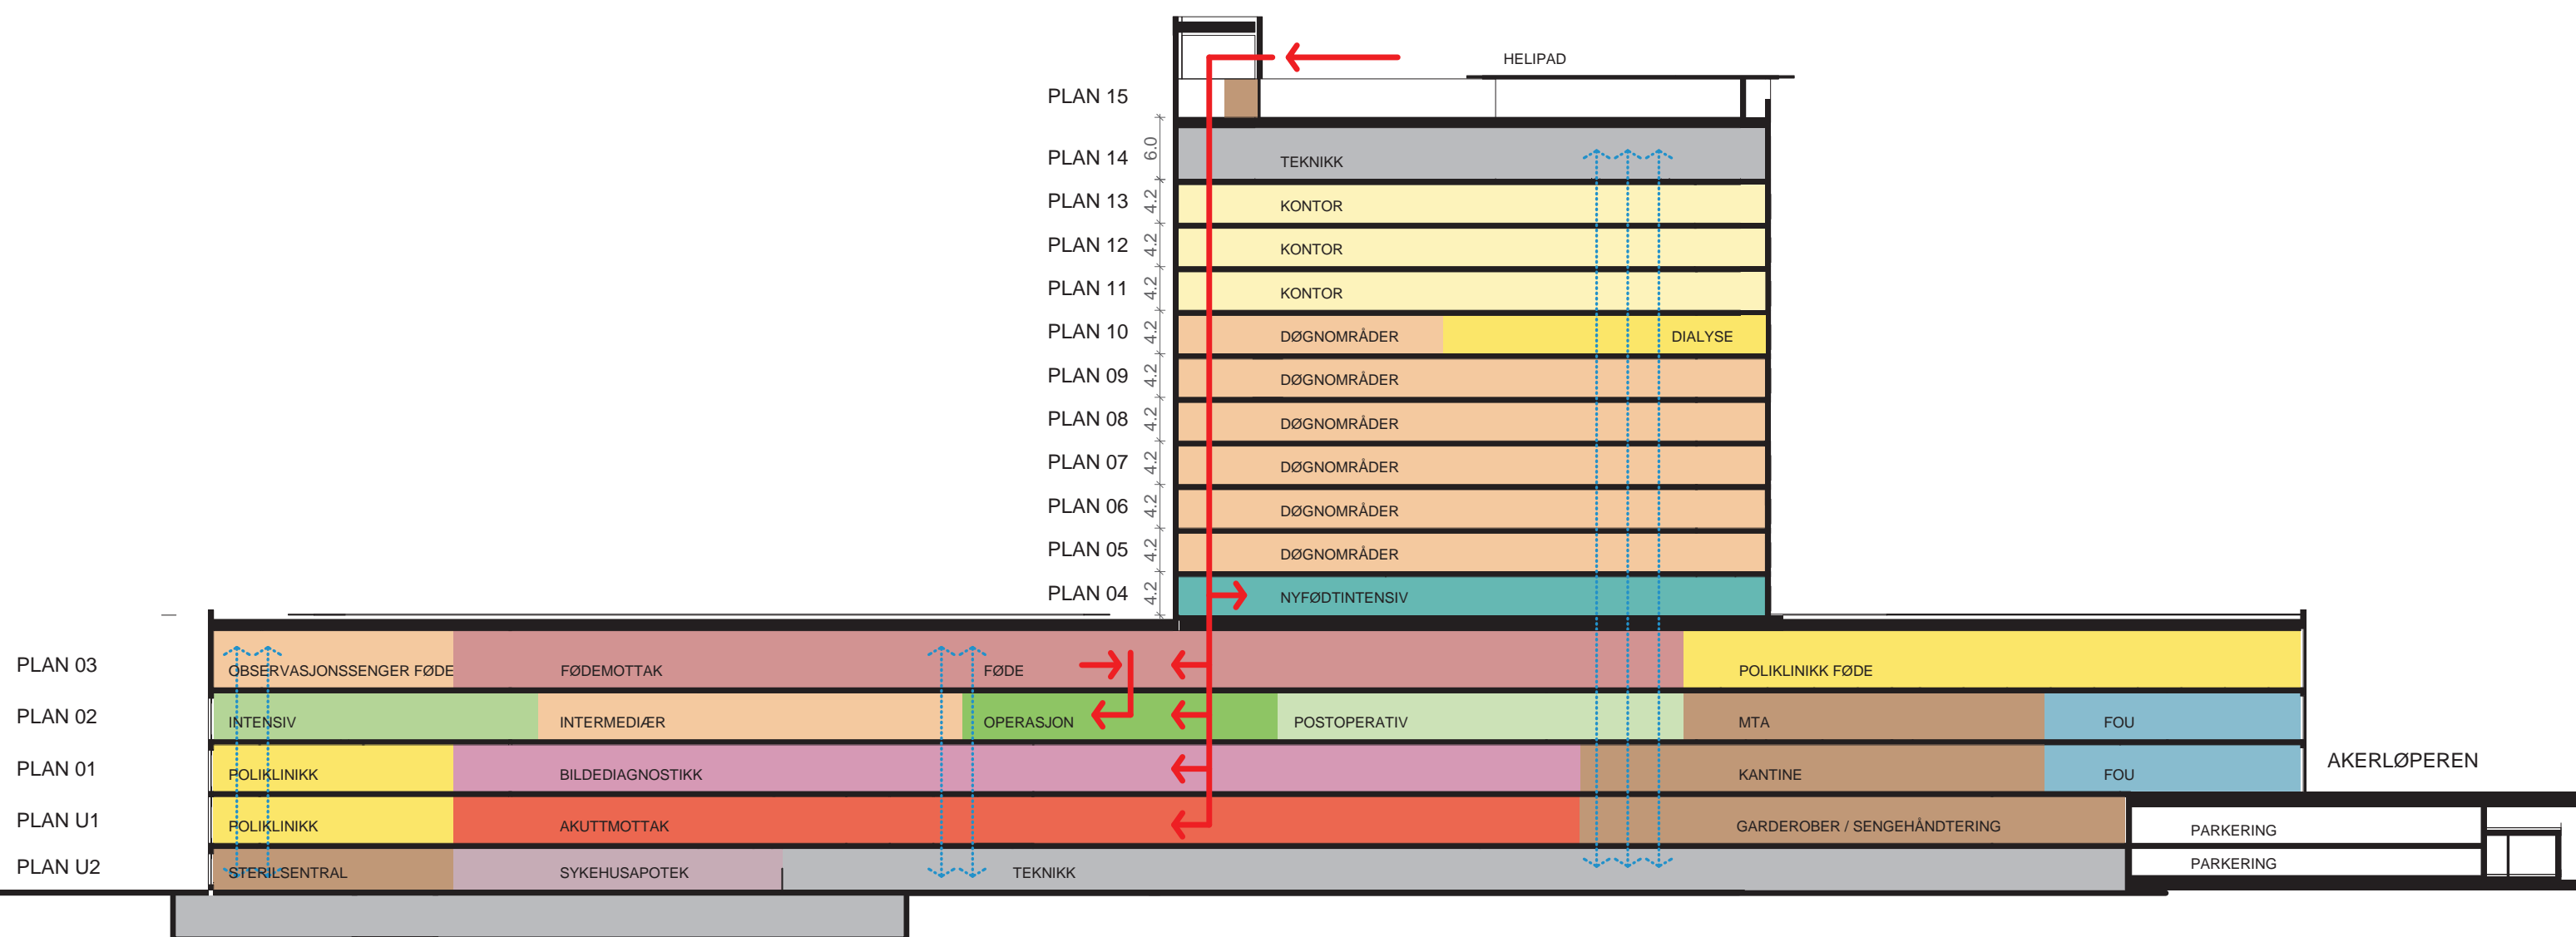 HELIPAD
PLAN 15
PLAN 14 6.0 TEKNIKK
PLAN 13 4.2 KONTOR
PLAN 12 4.2 KONTOR
PLAN 11 4.2 KONTOR
PLAN 10 4.2 DØGNOMRÅDER DIALYSE
PLAN 09 4.2 DØGNOMRÅDER
PLAN 08 4.2 DØGNOMRÅDER
PLAN 07 4.2 DØGNOMRÅDER
PLAN 06 4.2 DØGNOMRÅDER
PLAN 05 4.2 DØGNOMRÅDER
PLAN 04 4.2 NYFØDTINTENSIV
PLAN 03 OBSERVASJONSSENGER FØDE FØDEMOTTAK FØDE POLIKLINIKK FØDE
PLAN 02 INTENSIV INTERMEDIÆR OPERASJON POSTOPERATIV MTA FOU
AKERLØPEREN
PLAN 01 POLIKLINIKK BILDEDIAGNOSTIKK KANTINE FOU
PLAN U1 POLIKLINIKK AKUTTMOTTAK GARDEROBER / SENGEHÅNDTERING PARKERING
PLAN U2 STERILSENTRAL SYKEHUSAPOTEK TEKNIKK PARKERING